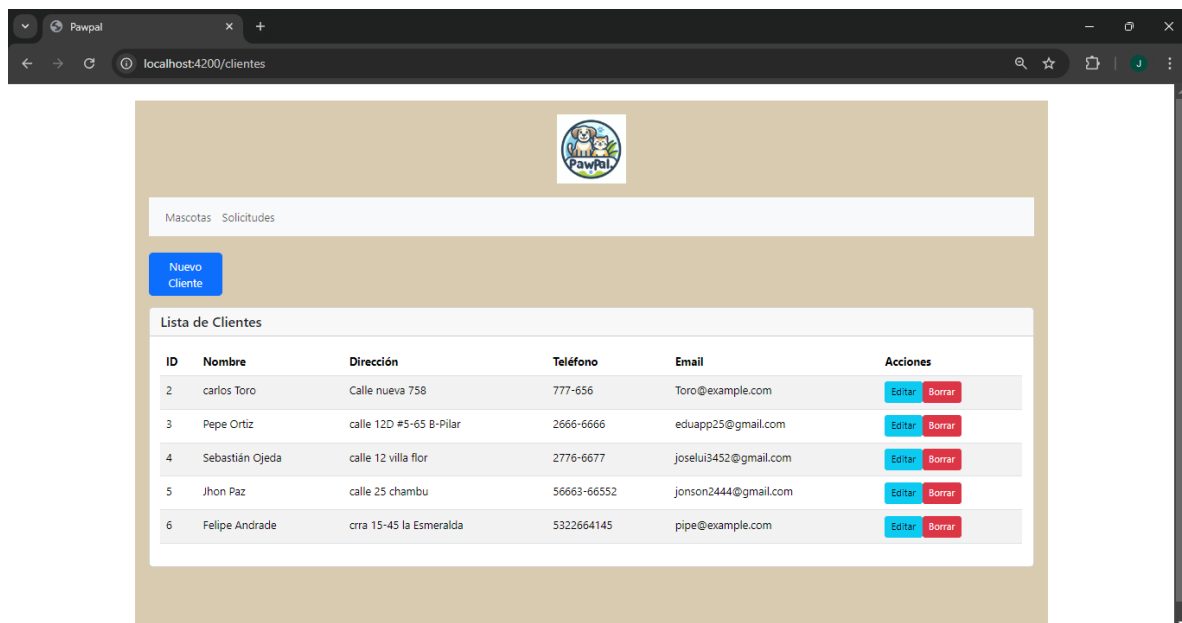 Pawpal
localhost:4200/clientes
J
PawPal
Mascotas Solicitudes
Nuevo
Cliente
Lista de Clientes
ID Nombre Dirección Teléfono Email Acciones
2 carlos Toro Calle nueva 758 777-656 Toro@example.com Editar Borrar
3 Pepe Ortiz calle 12D #5-65 B-Pilar 2666-6666 eduapp25@gmail.com Editar Borrar
4 Sebastián Ojeda calle 12 villa flor 2776-6677 joselui3452@gmail.com Editar Borrar
5 Jhon Paz calle 25 chambu 56663-66552 jonson2444@gmail.com Editar Borrar
6 Felipe Andrade crra 15-45 la Esmeralda 5322664145 pipe@example.com Editar Borrar